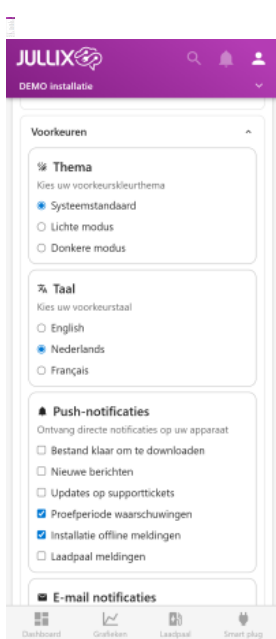 JULLIX
DEMO installatie
Voorkeuren
Thema
Kies uw voorkeurskleurthema
Systeemstandaard
Lichte modus
Donkere modus
Taal
Kies uw voorkeurstaal
English
Nederlands
Français
Push-notificaties
Ontvang directe notificaties op uw apparaat
Bestand klaar om te downloaden
Nieuwe berichten
Updates op supporttickets
Proefperiode waarschuwingen
Installatie offline meldingen
Laadpaal meldingen
E-mail notificaties
Dashboard Grafieken Laadpaal Smart plug